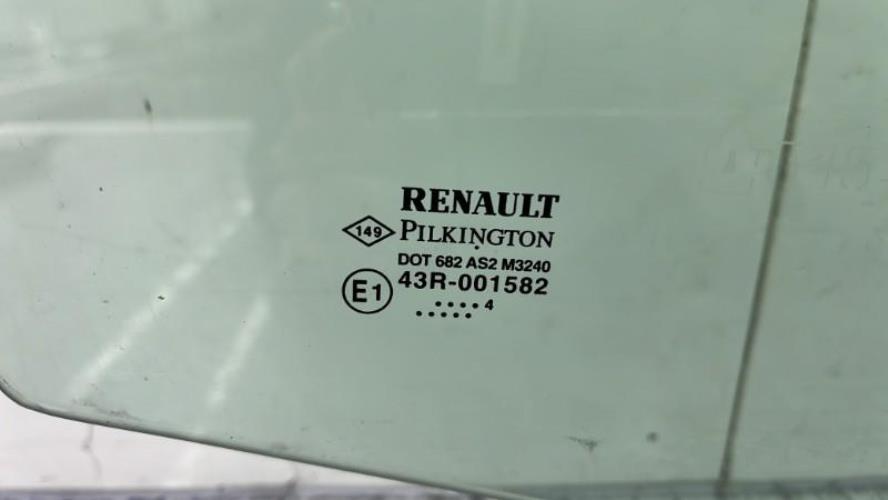 RENAULT
149 PILKINGTON
DOT 682 AS2 M3240
E1 43R-001582
.... 4
.....